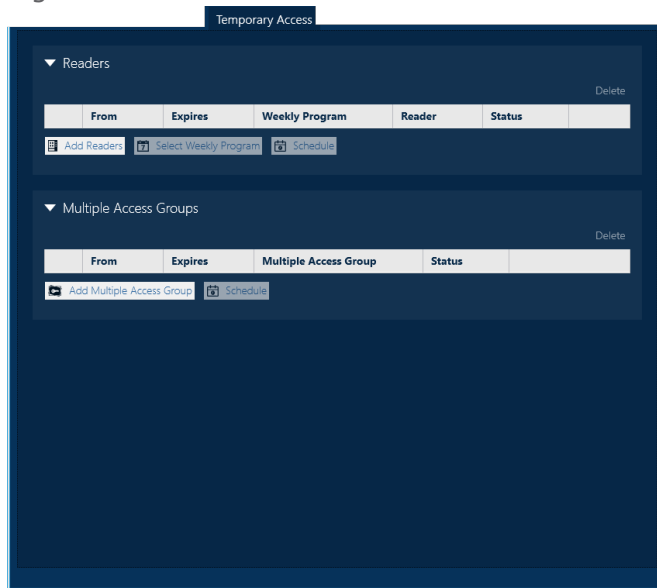 Temporary Access
Readers
Delete
From Expires Weekly Program Reader Status
Add Readers 7 Select Weekly Program Schedule
Multiple Access Groups
Delete
From Expires Multiple Access Group Status
Add Multiple Access Group Schedule